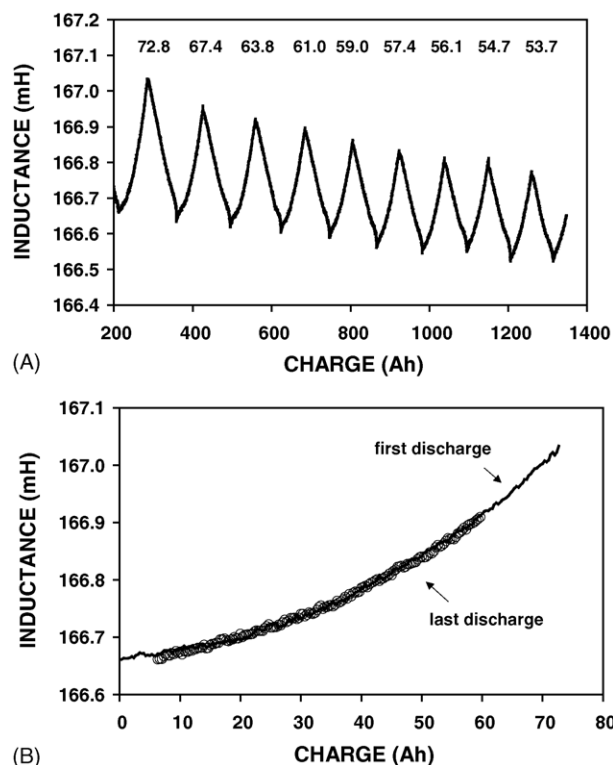 167.2
72.8 67.4 63.8 61.0 59.0 57.4 56.1 54.7 53.7
167.1
167.0
166.9
166.8
166.7
166.6
166.5
166.4
INDUCTANCE (mH)
200 400 600 800 1000 1200 1400
CHARGE (Ah)
(A)
167.1
167.0
166.9
166.8
166.7
166.6
INDUCTANCE (mH)
first discharge
last discharge
0 10 20 30 40 50 60 70 80
CHARGE (Ah)
(B)